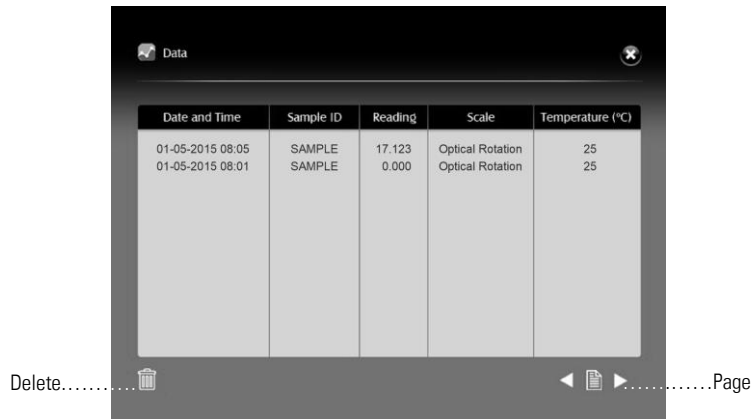 Data
Date and Time Sample ID Reading Scale Temperature (ºC)
01-05-2015 08:05 SAMPLE 17.123 Optical Rotation 25
01-05-2015 08:01 SAMPLE 0.000 Optical Rotation 25
Delete............ .............Page